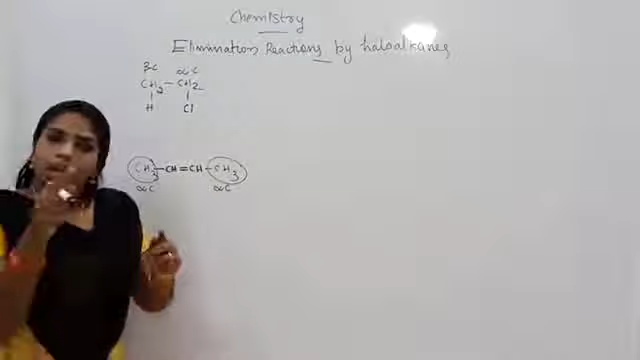 Chemistry
Elimination Reactions by haloalkanes
βC αC
CH2 - CH2
H Cl
CH3 - CH = CH - CH3
αC αC